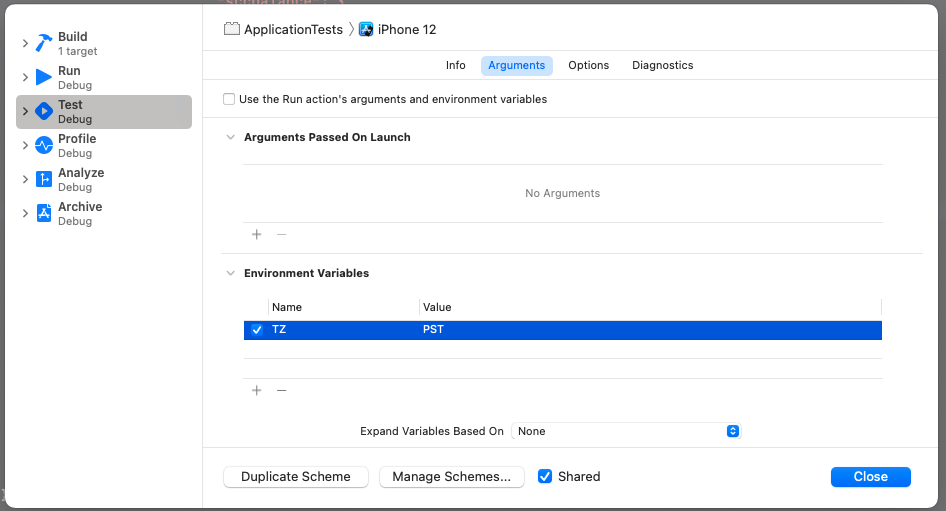 Build
1 target
Run
Debug
Test
Debug
Profile
Debug
Analyze
Debug
Archive
Debug
ApplicationTests 〉 iPhone 12
Info Arguments Options Diagnostics
Use the Run action's arguments and environment variables
Arguments Passed On Launch
No Arguments
Environment Variables
Name Value
TZ PST
Expand Variables Based On None
Duplicate Scheme Manage Schemes... Shared Close